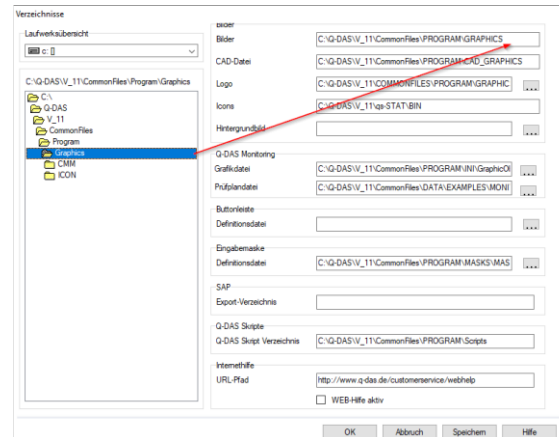 Verzeichnisse
Laufwerksübersicht
c: []
C:\Q-DAS\V_11\CommonFiles\Program\Graphics
C:\
Q-DAS
V_11
CommonFiles
Program
Graphics
CMM
ICON
Bilder
Bilder C:\Q-DAS\V_11\CommonFiles\PROGRAM\GRAPHICS
CAD-Datei C:\Q-DAS\V_11\CommonFiles\PROGRAM\CAD_GRAPHICS
Logo C:\Q-DAS\V_11\COMMONFILES\PROGRAM\GRAPHIC ...
Icons C:\Q-DAS\V_11\qs-STAT\BIN
Hintergrundbild ...
Q-DAS Monitoring
Grafikdatei C:\Q-DAS\V_11\CommonFiles\PROGRAM\INI\GraphicOl ...
Prüfplandatei C:\Q-DAS\V_11\CommonFiles\DATA\EXAMPLES\MONI ...
Buttonleiste
Definitionsdatei ...
Eingabemaske
Definitionsdatei C:\Q-DAS\V_11\CommonFiles\PROGRAM\MASKS\MAS ...
SAP
Export-Verzeichnis
Q-DAS Skripte
Q-DAS Skript Verzeichnis C:\Q-DAS\V_11\CommonFiles\PROGRAM\Scripts
Internethilfe
URL-Pfad http://www.q-das.de/customerservice/webhelp
WEB-Hilfe aktiv
OK Abbruch Speichern Hilfe